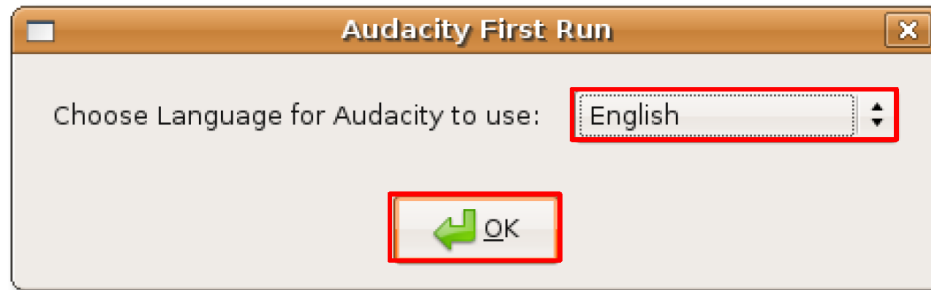 Audacity First Run
Choose Language for Audacity to use: English
OK